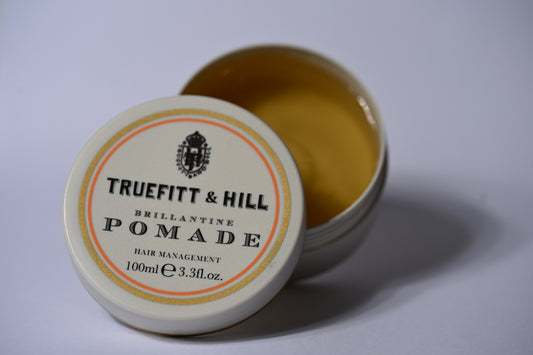 TRUEFITT & HILL
BRILLANTINE
POMADE
HAIR MANAGEMENT
100ml ℮ 3.3fl.oz.